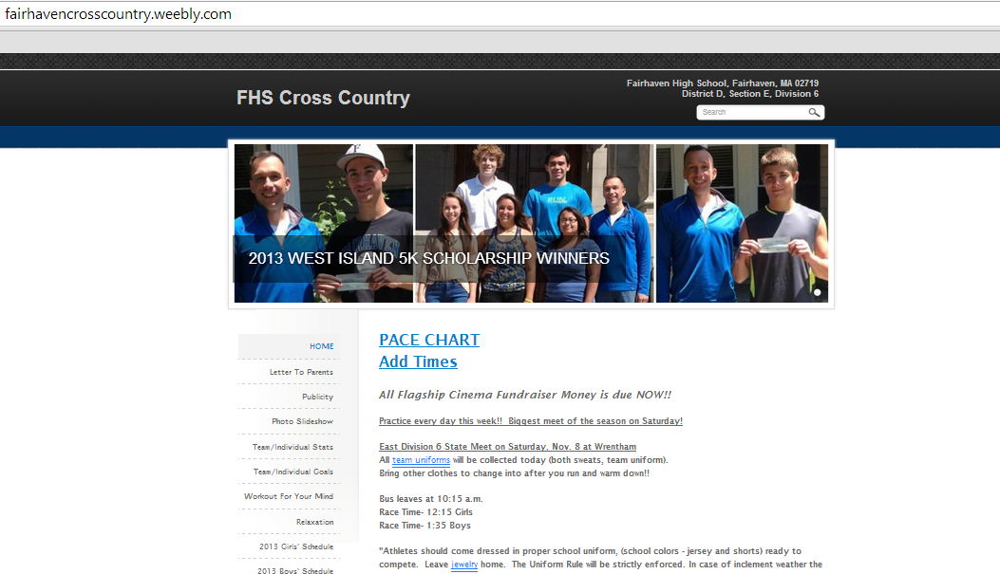 fairhavencrosscountry.weebly.com
FHS Cross Country
Fairhaven High School, Fairhaven, MA 02719
District D, Section E, Division 6
Search
F
RUN
FAIRHAVEN
2013 WEST ISLAND 5K SCHOLARSHIP WINNERS
HOME
Letter To Parents
Publicity
Photo Slideshow
Team/Individual Stats
Team/Individual Goals
Workout For Your Mind
Relaxation
2013 Girls' Schedule
2013 Boys' Schedule
PACE CHART
Add Times
All Flagship Cinema Fundraiser Money is due NOW!!
Practice every day this week!! Biggest meet of the season on Saturday!
East Division 6 State Meet on Saturday, Nov. 8 at Wrentham
All team uniforms will be collected today (both sweats, team uniform).
Bring other clothes to change into after you run and warm down!!
Bus leaves at 10:15 a.m.
Race Time- 12:15 Girls
Race Time- 1:35 Boys
"Athletes should come dressed in proper school uniform, (school colors - jersey and shorts) ready to
compete. Leave jewelry home. The Uniform Rule will be strictly enforced. In case of inclement weather the